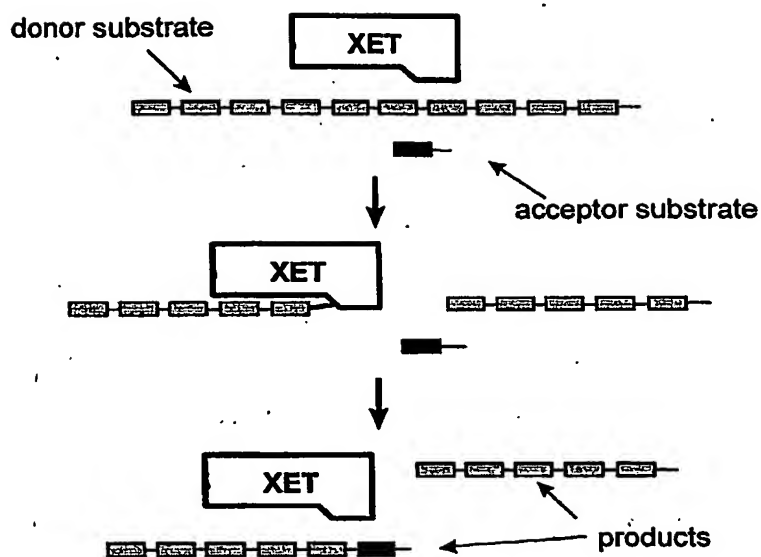 donor substrate
XET
acceptor substrate
XET
XET
products